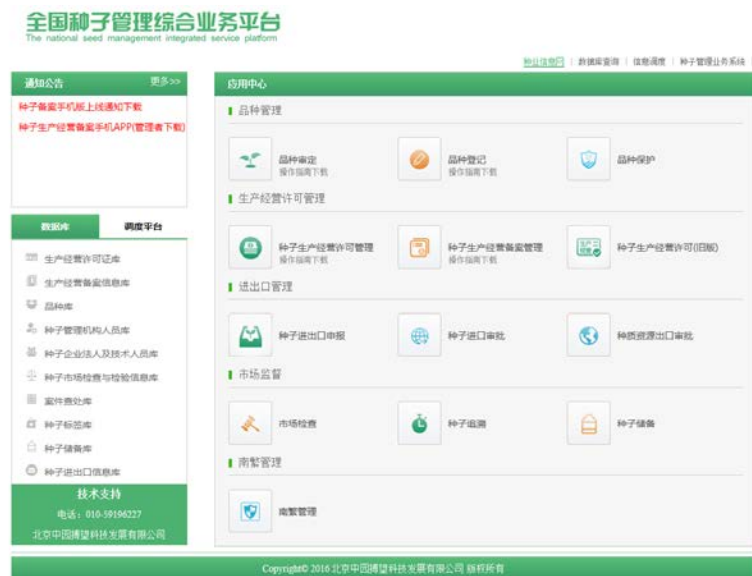 全国种子管理综合业务平台
The national seed management integrated service platform
种业信息网 | 数据库查询 | 信息调度 | 种子管理业务系统
通知公告 更多>>
种子备案手机版上线通知下载
种子生产经营备案手机APP(管理者下载)
数据库 调度平台
生产经营许可证库
生产经营备案信息库
品种库
种子管理机构人员库
种子企业法人及技术人员库
种子市场检查与检验信息库
案件查处库
种子标签库
种子储备库
种子进出口信息库
技术支持
电话：010-59196227
北京中园搏望科技发展有限公司
应用中心
品种管理
品种审定 品种登记 品种保护
操作指南下载 操作指南下载
生产经营许可管理
种子生产经营许可管理 种子生产经营备案管理 种子生产经营许可(旧版)
操作指南下载 操作指南下载
进出口管理
种子进出口申报 种子进口审批 种质资源出口审批
市场监督
市场检查 种子追溯 种子储备
南繁管理
南繁管理
Copyright© 2016 北京中园搏望科技发展有限公司 版权所有